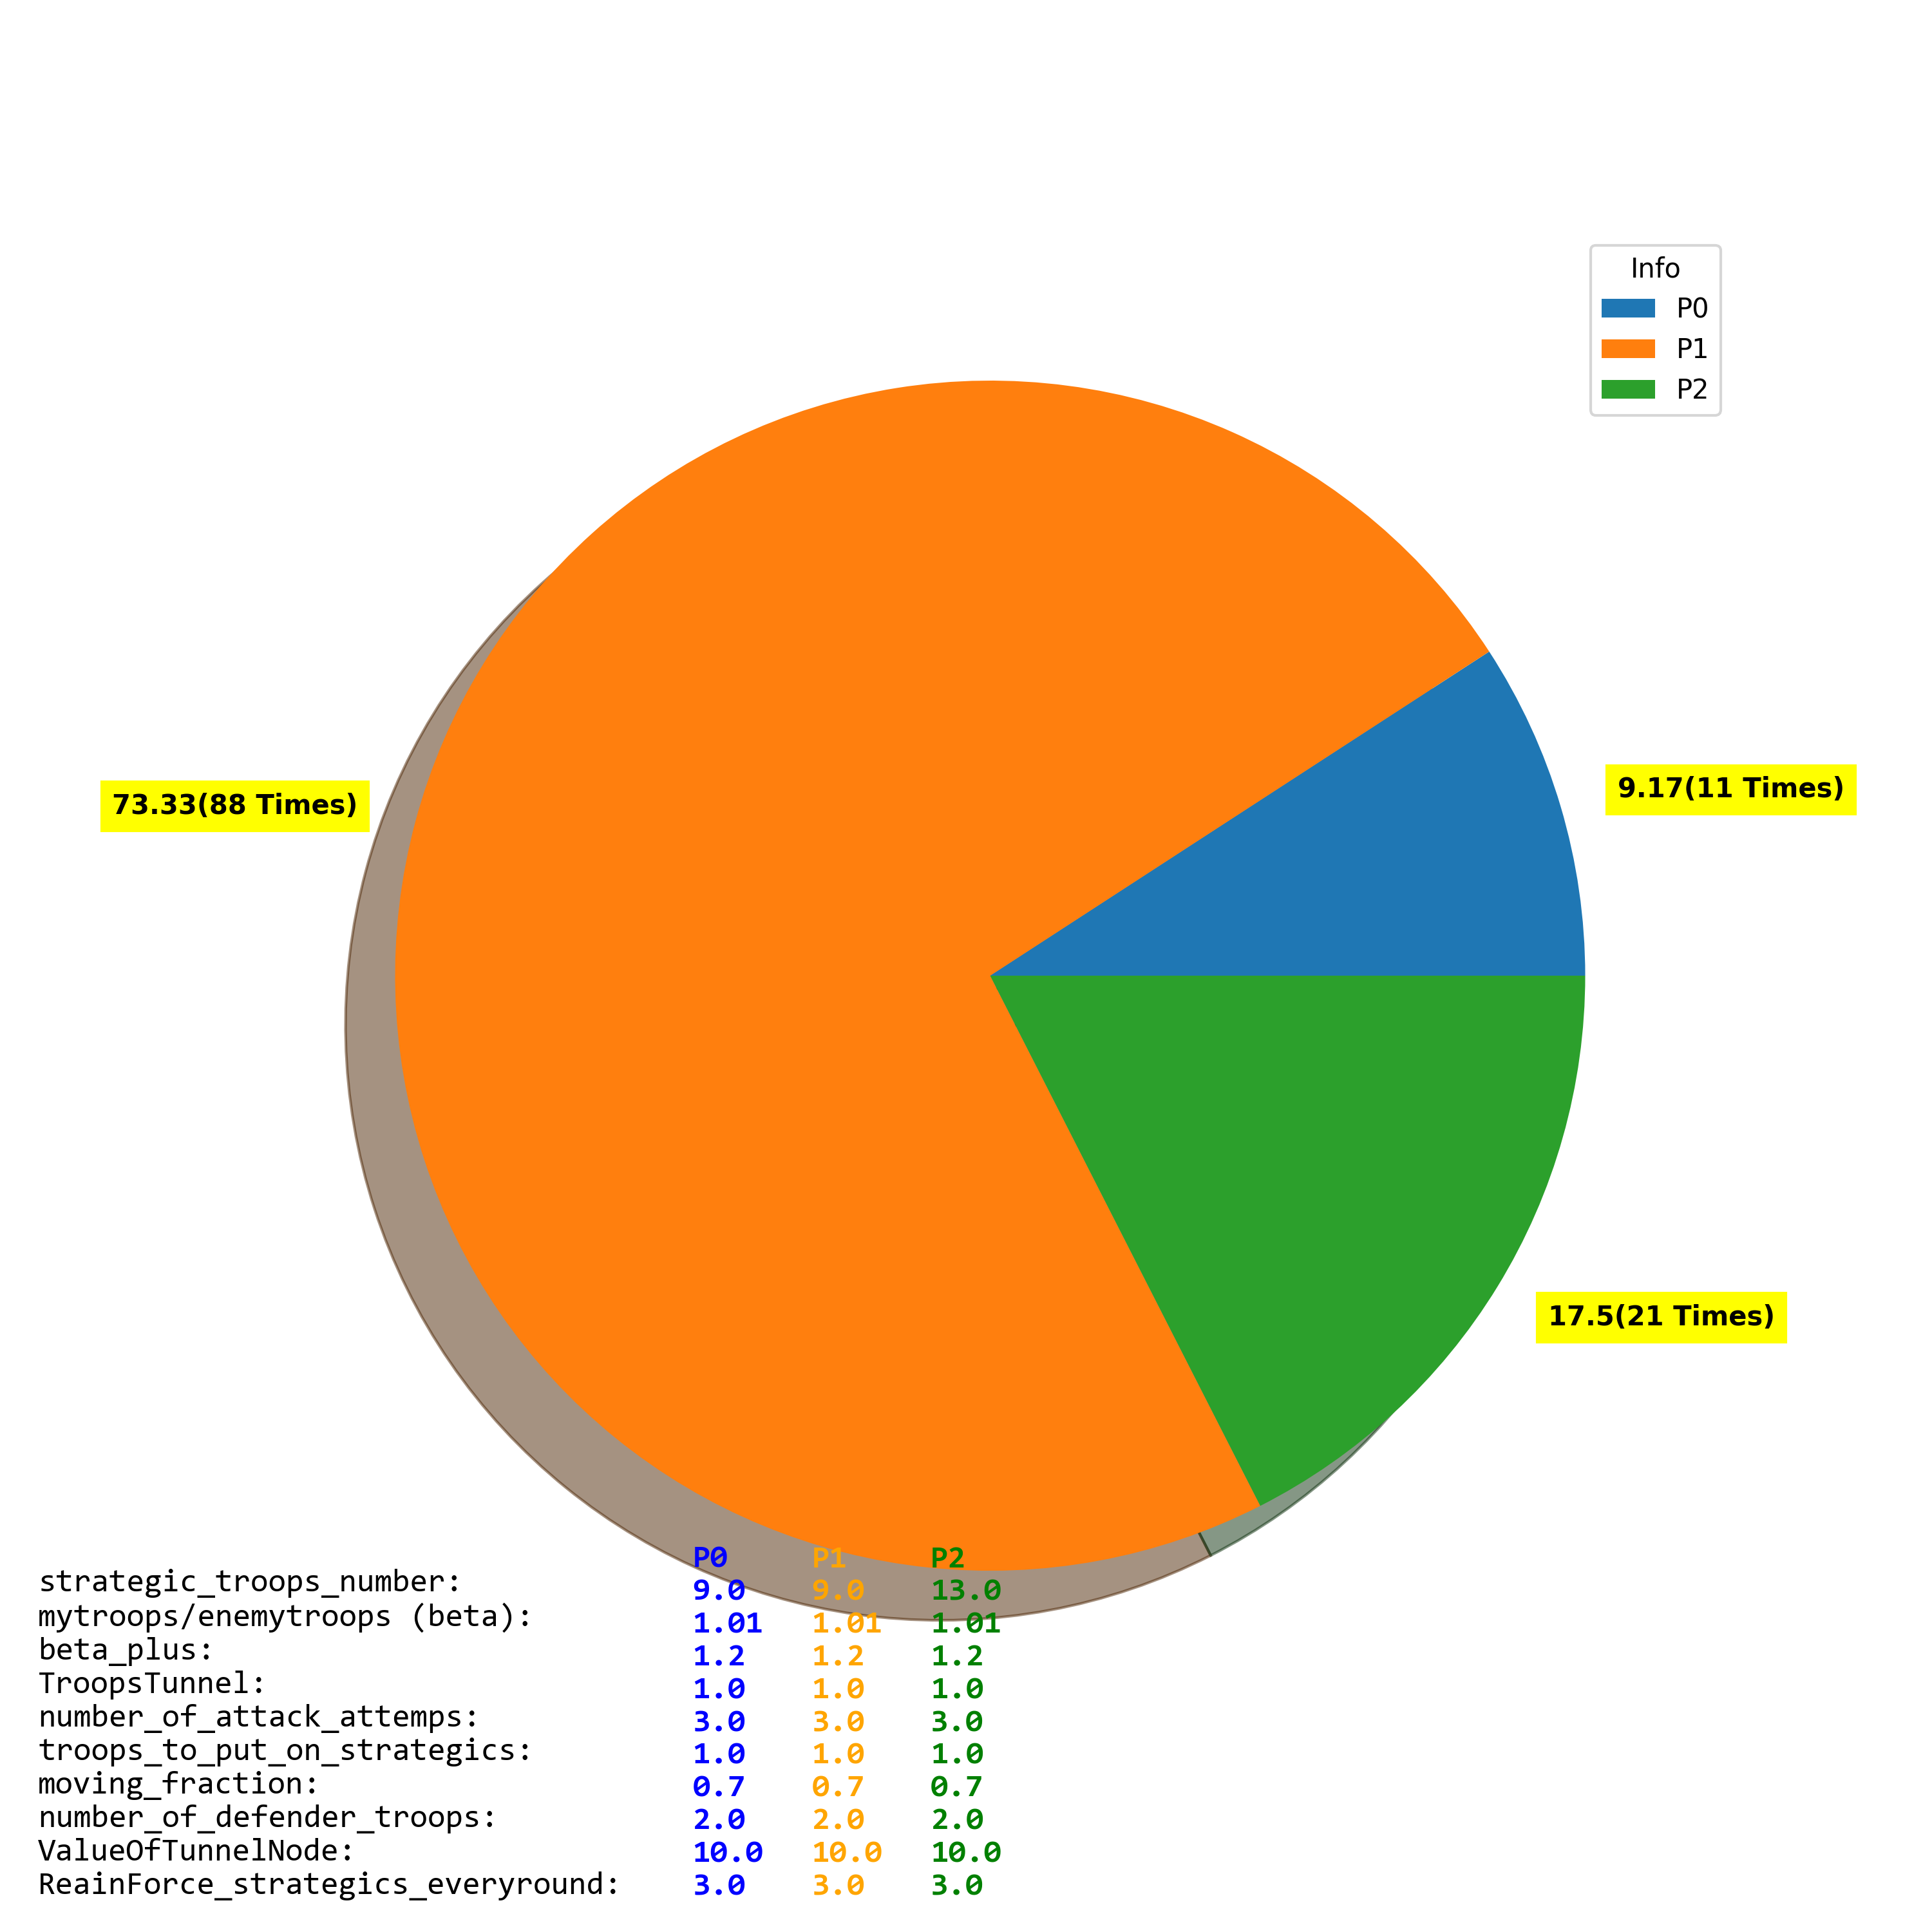 Info
P0
P1
P2
73.33(88 Times)
9.17(11 Times)
17.5(21 Times)
P0 P1 P2
strategic_troops_number: 9.0 9.0 13.0
mytroops/enemytroops (beta): 1.01 1.01 1.01
beta_plus: 1.2 1.2 1.2
TroopsTunnel: 1.0 1.0 1.0
number_of_attack_attemps: 3.0 3.0 3.0
troops_to_put_on_strategics: 1.0 1.0 1.0
moving_fraction: 0.7 0.7 0.7
number_of_defender_troops: 2.0 2.0 2.0
ValueOfTunnelNode: 10.0 10.0 10.0
ReainForce_strategics_everyround: 3.0 3.0 3.0